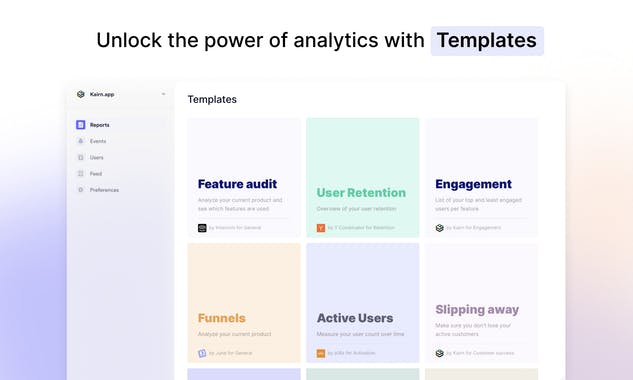 Unlock the power of analytics with Templates
Kairn.app
Templates
Reports
Events
Users
Feed
Preferences
Feature audit
Analyze your current product and
see which features are used
for General
User Retention
Overview of your user retention
by Y Combinator for Retention
Engagement
List of your top and least engaged
users per feature
by Kairn for Engagement
Funnels
Analyze your current product
by June for General
Active Users
Measure your user count over time
by a16z for Activation
Slipping away
Make sure you don't lose your
active customers
by Kairn for Customer success